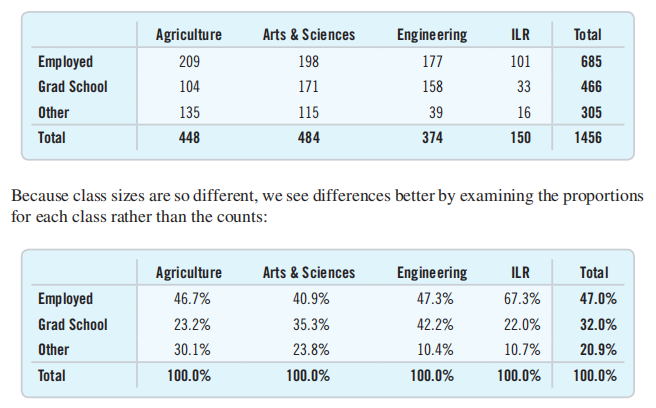 Agriculture Arts & Sciences Engineering ILR Total
Employed 209 198 177 101 685
Grad School 104 171 158 33 466
Other 135 115 39 16 305
Total 448 484 374 150 1456
Because class sizes are so different, we see differences better by examining the proportions
for each class rather than the counts:
Agriculture Arts & Sciences Engineering ILR Total
Employed 46.7% 40.9% 47.3% 67.3% 47.0%
Grad School 23.2% 35.3% 42.2% 22.0% 32.0%
Other 30.1% 23.8% 10.4% 10.7% 20.9%
Total 100.0% 100.0% 100.0% 100.0% 100.0%